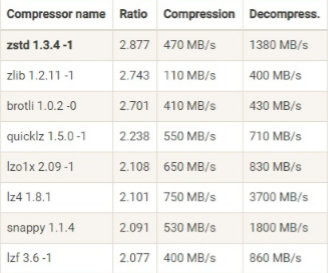 Compressor name Ratio Compression Decompress.
zstd 1.3.4 -1 2.877 470 MB/s 1380 MB/s
zlib 1.2.11 -1 2.743 110 MB/s 400 MB/s
brotli 1.0.2 -0 2.701 410 MB/s 430 MB/s
quicklz 1.5.0 -1 2.238 550 MB/s 710 MB/s
lzo1x 2.09 -1 2.108 650 MB/s 830 MB/s
lz4 1.8.1 2.101 750 MB/s 3700 MB/s
snappy 1.1.4 2.091 530 MB/s 1800 MB/s
lzf 3.6 -1 2.077 400 MB/s 860 MB/s